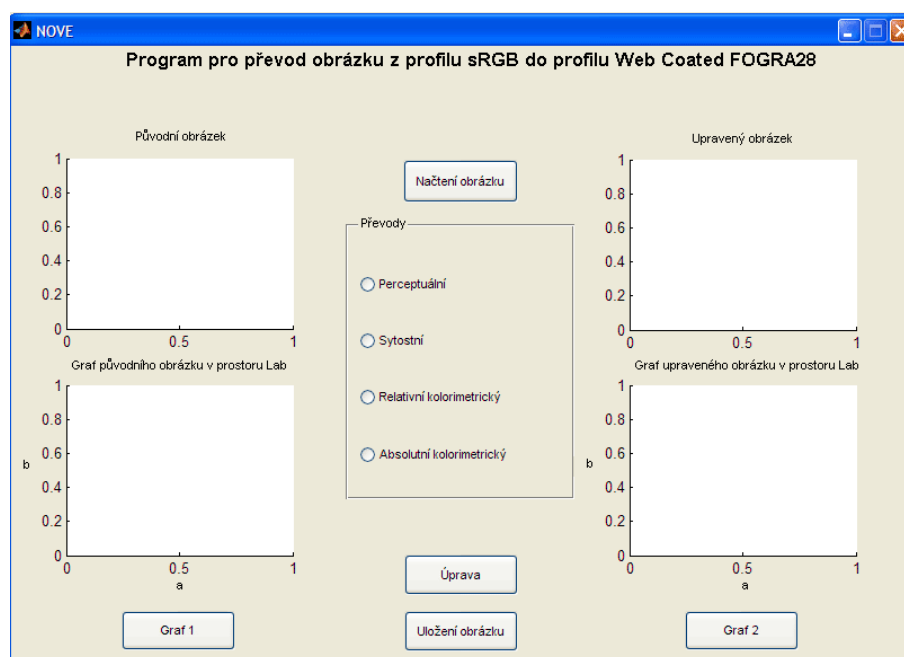 NOVE
Program pro převod obrázku z profilu sRGB do profilu Web Coated FOGRA28
Původní obrázek
1
0.8
0.6
0.4
0.2
0
0 0.5 1
Graf původního obrázku v prostoru Lab
1
0.8
0.6
b
0.4
0.2
0
0 0.5 1
a
Graf 1
Načtení obrázku
Převody
Perceptuální
Sytostní
Relativní kolorimetrický
Absolutní kolorimetrický
Úprava
Uložení obrázku
Upravený obrázek
1
0.8
0.6
0.4
0.2
0
0 0.5 1
Graf upraveného obrázku v prostoru Lab
1
0.8
0.6
b
0.4
0.2
0
0 0.5 1
a
Graf 2